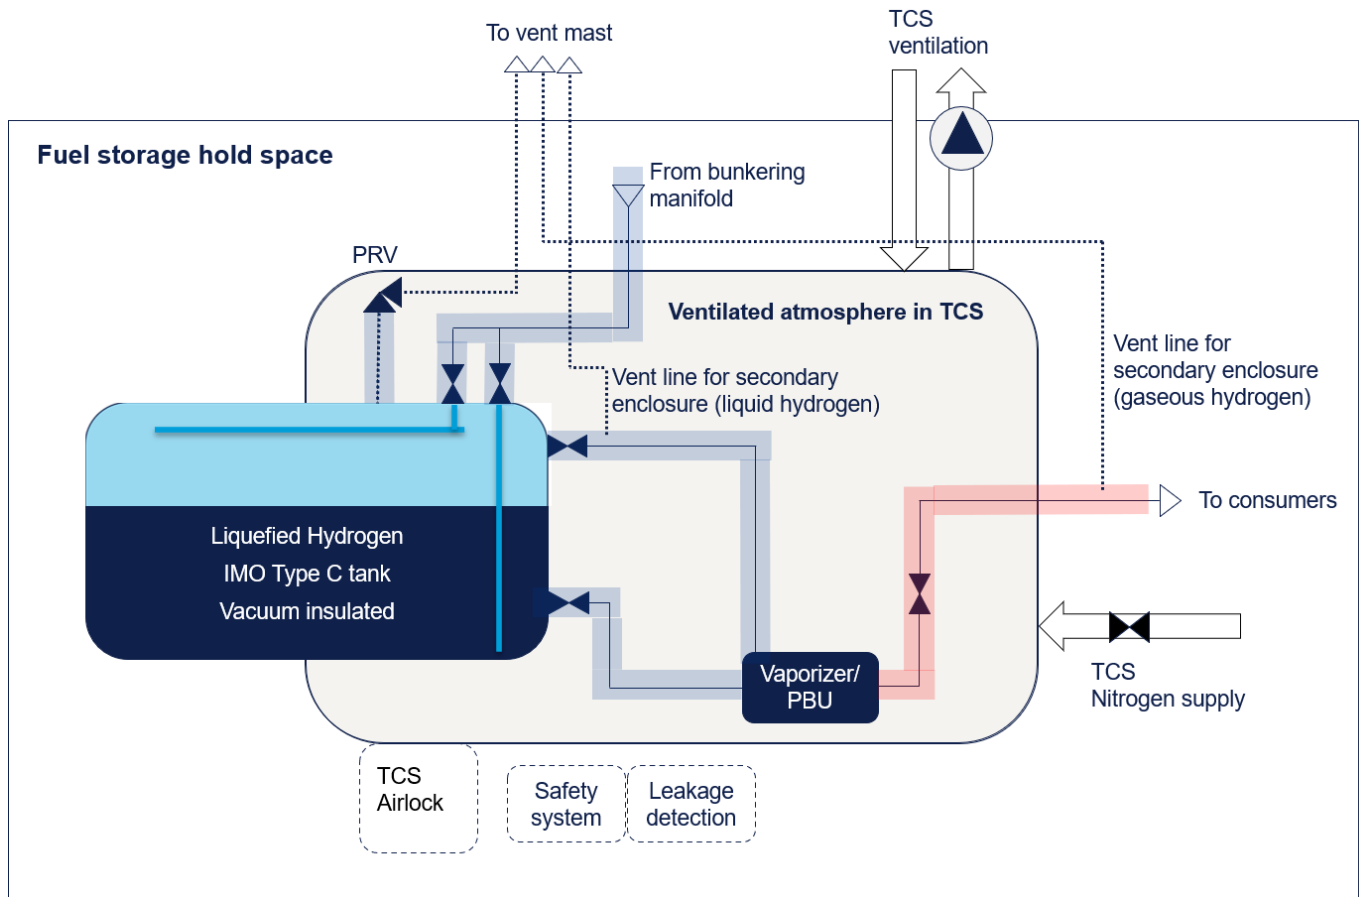 To vent mast
TCS
ventilation
Fuel storage hold space
From bunkering
manifold
PRV
Ventilated atmosphere in TCS
Vent line for
secondary enclosure
(gaseous hydrogen)
Vent line for secondary
enclosure (liquid hydrogen)
To consumers
Liquefied Hydrogen
IMO Type C tank
Vacuum insulated
Vaporizer/
PBU
TCS
Nitrogen supply
TCS
Airlock
Safety
system
Leakage
detection